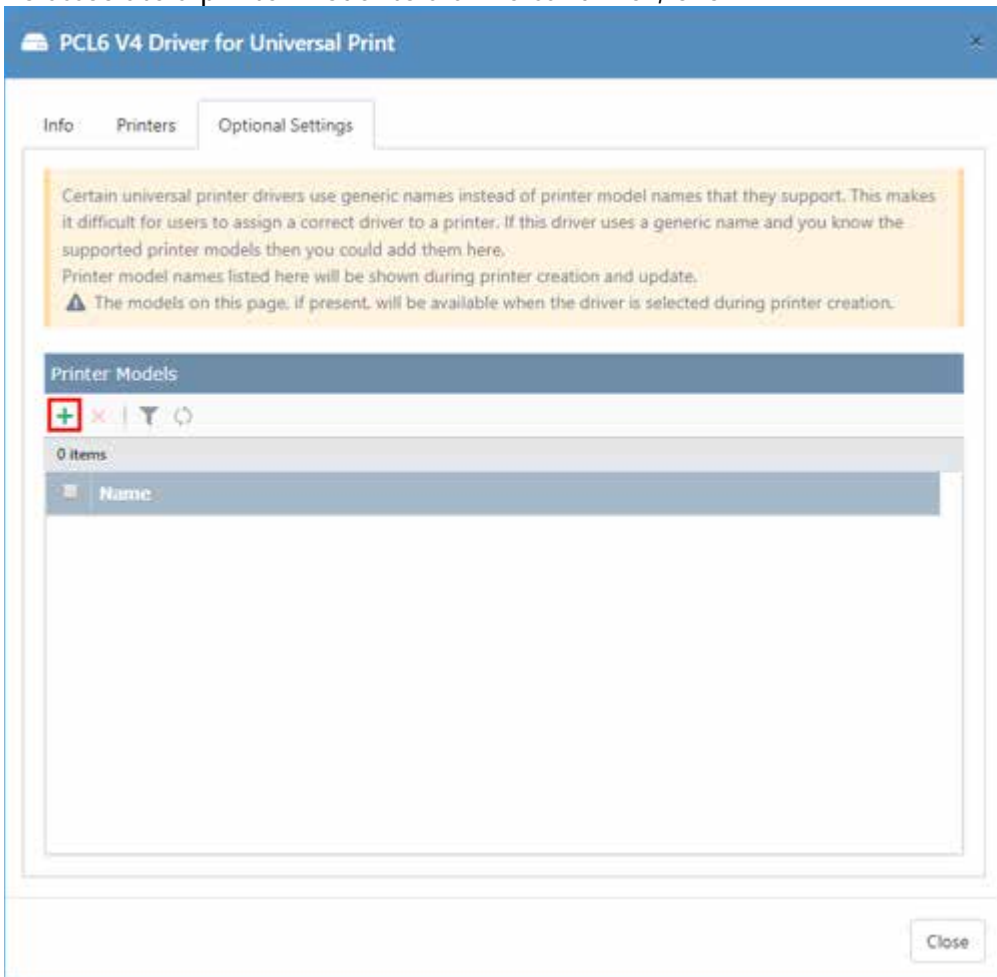 PCL6 V4 Driver for Universal Print
Info Printers Optional Settings
Certain universal printer drivers use generic names instead of printer model names that they support. This makes
it difficult for users to assign a correct driver to a printer. If this driver uses a generic name and you know the
supported printer models then you could add them here.
Printer model names listed here will be shown during printer creation and update.
The models on this page, if present, will be available when the driver is selected during printer creation.
Printer Models
0 items
Name
Close